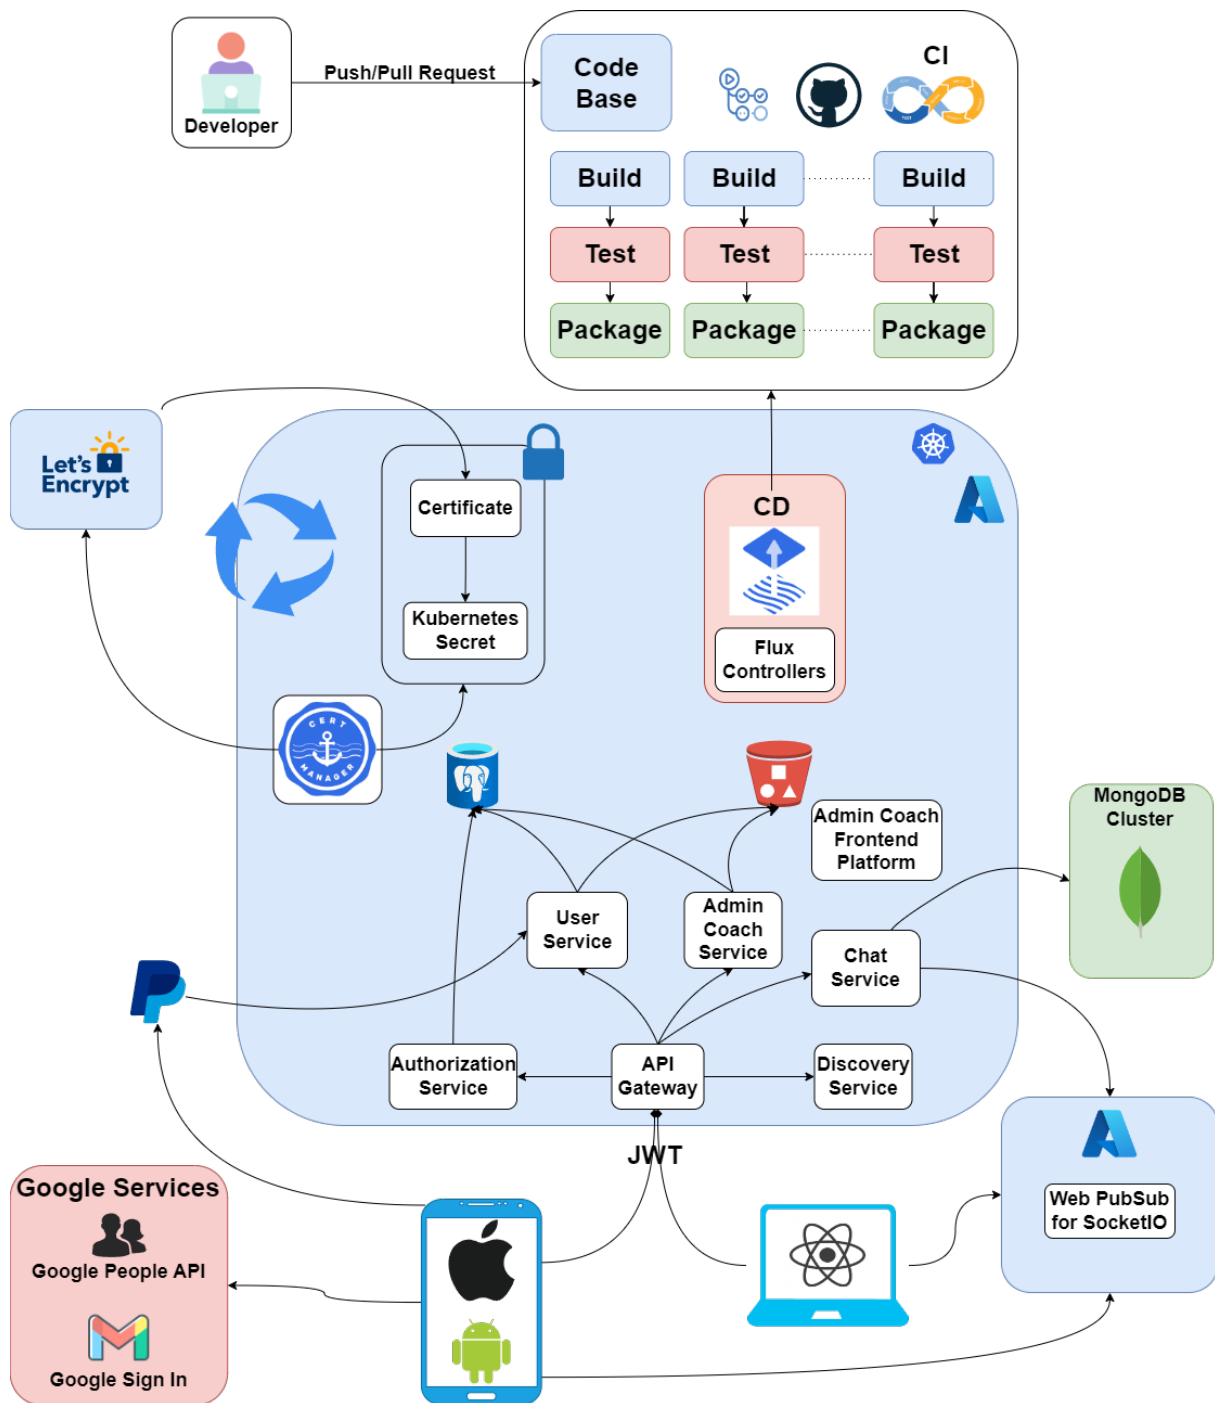 Developer
Push/Pull Request
Code
Base
CI
Build
Build
Build
Test
Test
Test
Package
Package
Package
Let's
Encrypt
Certificate
Kubernetes
Secret
CD
Flux
Controllers
CERT
MANAGER
Admin Coach
Frontend
Platform
MongoDB
Cluster
User
Service
Admin
Coach
Service
Chat
Service
Authorization
Service
API
Gateway
Discovery
Service
JWT
Google Services
Google People API
Google Sign In
Web PubSub
for SocketIO